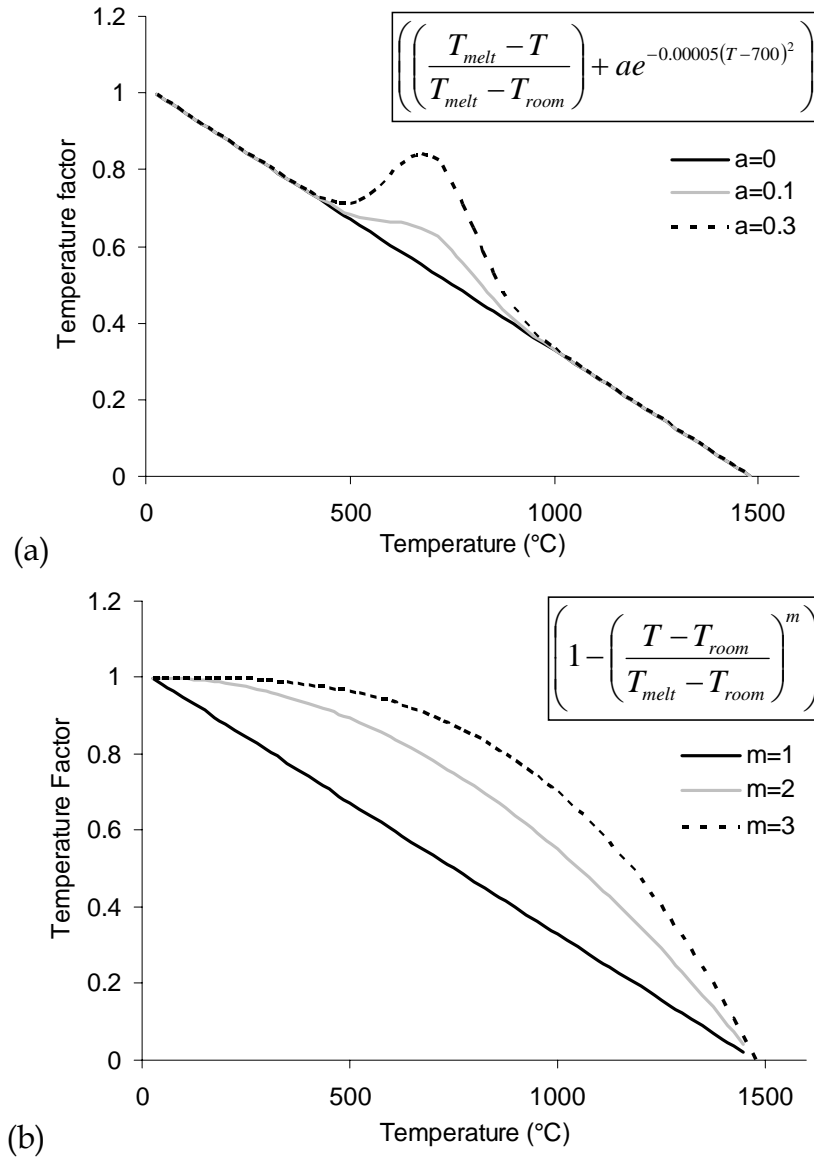 1.2
1
0.8
0.6
0.4
0.2
0
Temperature factor
((T_melt − T / T_melt − T_room) + ae^−0.00005(T−700)^2)
a=0
a=0.1
a=0.3
0 500 1000 1500
Temperature (°C)
(a)
1.2
1
0.8
0.6
0.4
0.2
0
Temperature Factor
(1 − (T − T_room / T_melt − T_room)^m)
m=1
m=2
m=3
0 500 1000 1500
Temperature (°C)
(b)